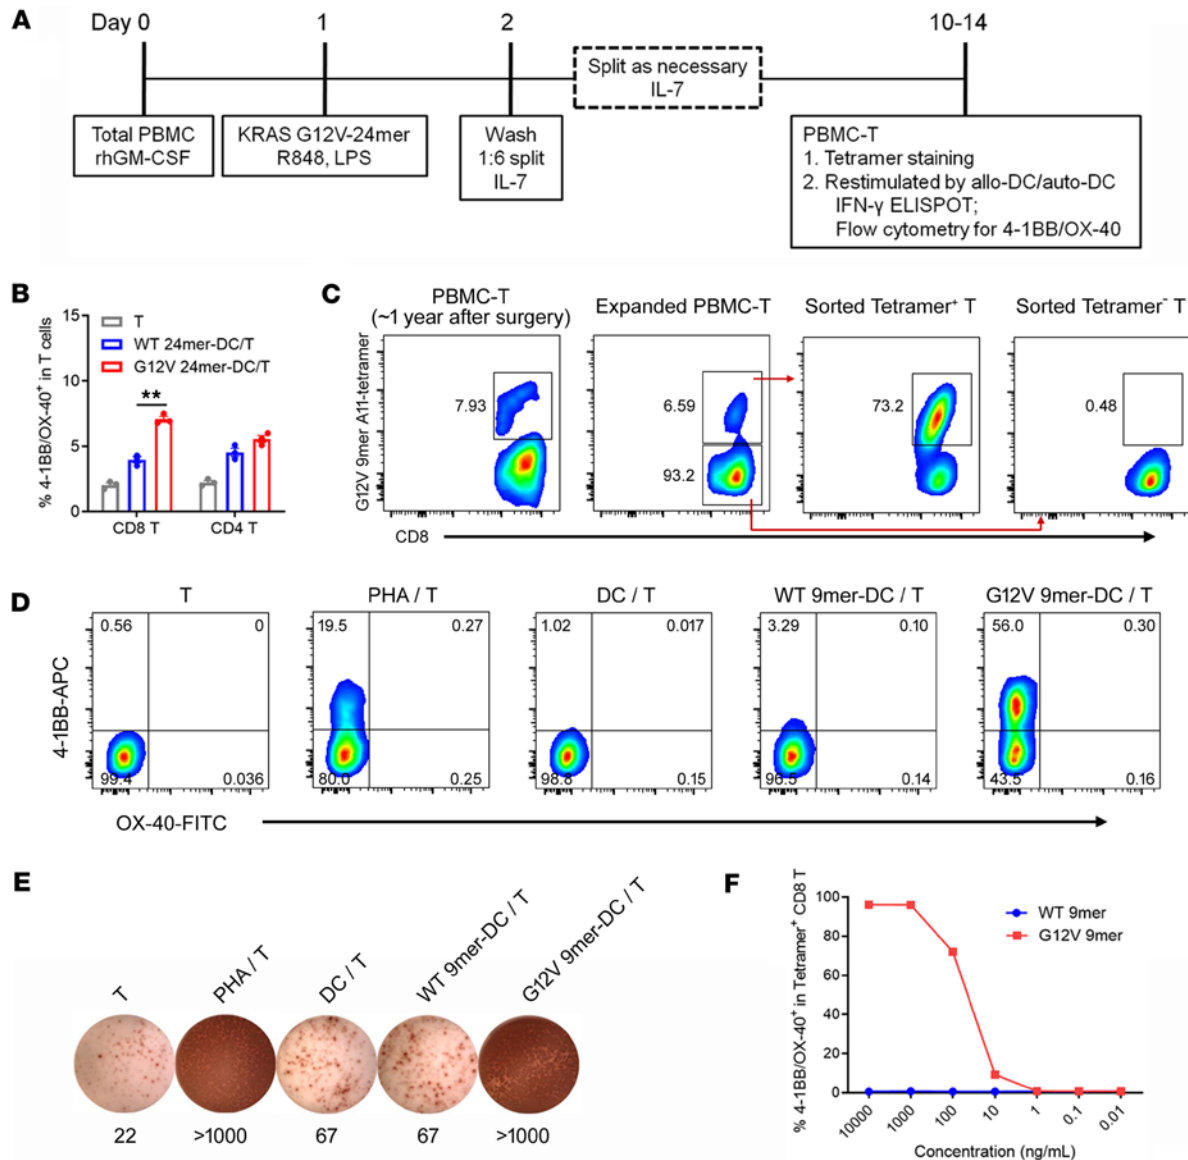 A
Day 0
1
2
10-14
Split as necessary
IL-7
Total PBMC
rhGM-CSF
KRAS G12V-24mer
R848, LPS
Wash
1:6 split
IL-7
PBMC-T
1. Tetramer staining
2. Restimulated by allo-DC/auto-DC
IFN-γ ELISPOT;
Flow cytometry for 4-1BB/OX-40
B
% 4-1BB/OX-40⁺ in T cells
15
10
5
0
T
WT 24mer-DC/T
G12V 24mer-DC/T
**
CD8 T
CD4 T
C
PBMC-T
(~1 year after surgery)
Expanded PBMC-T
Sorted Tetramer⁺ T
Sorted Tetramer⁻ T
G12V 9mer A11-tetramer
7.93
6.59
93.2
73.2
0.48
CD8
D
T
PHA / T
DC / T
WT 9mer-DC / T
G12V 9mer-DC / T
4-1BB-APC
0.56
0
99.4
0.036
19.5
0.27
80.0
0.25
1.02
0.017
98.8
0.15
3.29
0.10
96.5
0.14
56.0
0.30
43.5
0.16
OX-40-FITC
E
T
PHA / T
DC / T
WT 9mer-DC / T
G12V 9mer-DC / T
22
>1000
67
67
>1000
F
% 4-1BB/OX-40⁺ in Tetramer⁺ CD8 T
100
80
60
40
20
0
WT 9mer
G12V 9mer
10000
1000
100
10
1
0.1
0.01
Concentration (ng/mL)